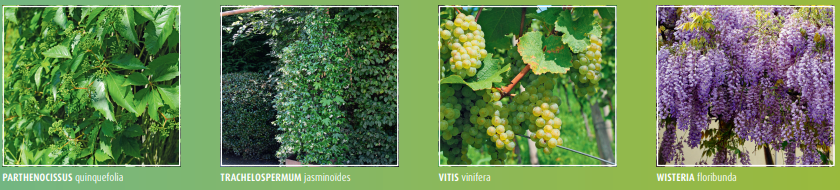 PARTHENOCISSUS quinquefolia
TRACHELOSPERMUM jasminoides
VITIS vinifera
WISTERIA floribunda